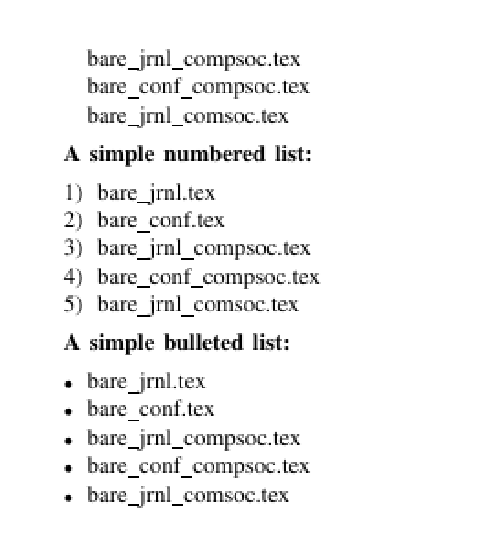 bare_jrnl_compsoc.tex
bare_conf_compsoc.tex
bare_jrnl_comsoc.tex
A simple numbered list:
1) bare_jrnl.tex
2) bare_conf.tex
3) bare_jrnl_compsoc.tex
4) bare_conf_compsoc.tex
5) bare_jrnl_comsoc.tex
A simple bulleted list:
• bare_jrnl.tex
• bare_conf.tex
• bare_jrnl_compsoc.tex
• bare_conf_compsoc.tex
• bare_jrnl_comsoc.tex